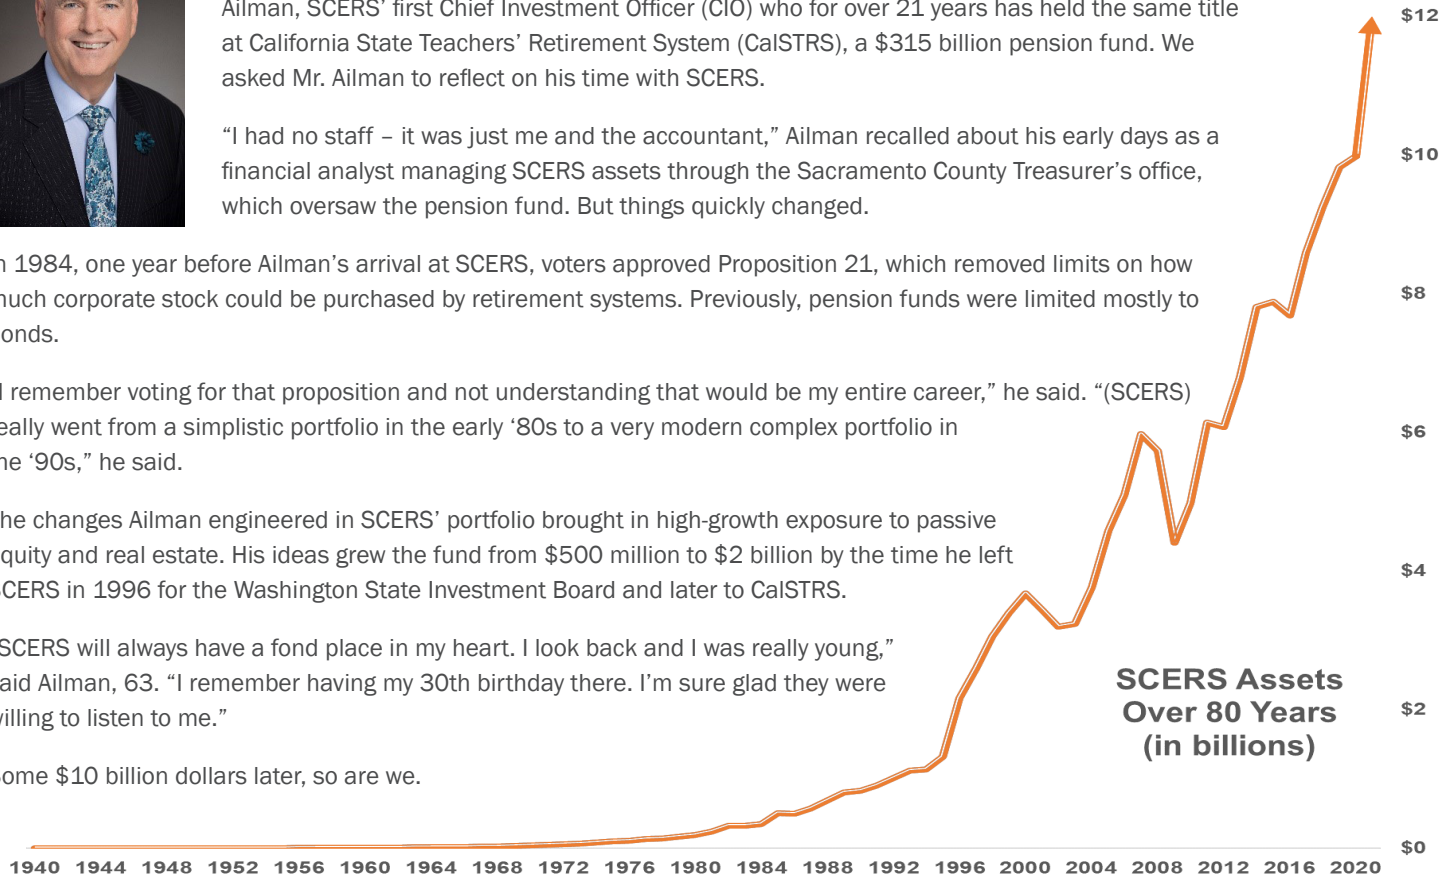 Ailman, SCERS’ first Chief Investment Officer (CIO) who for over 21 years has held the same title
at California State Teachers’ Retirement System (CalSTRS), a $315 billion pension fund. We
asked Mr. Ailman to reflect on his time with SCERS.
“I had no staff – it was just me and the accountant,” Ailman recalled about his early days as a
financial analyst managing SCERS assets through the Sacramento County Treasurer’s office,
which oversaw the pension fund. But things quickly changed.
n 1984, one year before Ailman’s arrival at SCERS, voters approved Proposition 21, which removed limits on how
much corporate stock could be purchased by retirement systems. Previously, pension funds were limited mostly to
onds.
I remember voting for that proposition and not understanding that would be my entire career,” he said. “(SCERS)
eally went from a simplistic portfolio in the early ‘80s to a very modern complex portfolio in
he ‘90s,” he said.
he changes Ailman engineered in SCERS’ portfolio brought in high-growth exposure to passive
quity and real estate. His ideas grew the fund from $500 million to $2 billion by the time he left
SCERS in 1996 for the Washington State Investment Board and later to CalSTRS.
SCERS will always have a fond place in my heart. I look back and I was really young,”
aid Ailman, 63. “I remember having my 30th birthday there. I’m sure glad they were
willing to listen to me.”
Some $10 billion dollars later, so are we.
$12
$10
$8
$6
$4
$2
$0
SCERS Assets
Over 80 Years
(in billions)
1940 1944 1948 1952 1956 1960 1964 1968 1972 1976 1980 1984 1988 1992 1996 2000 2004 2008 2012 2016 2020